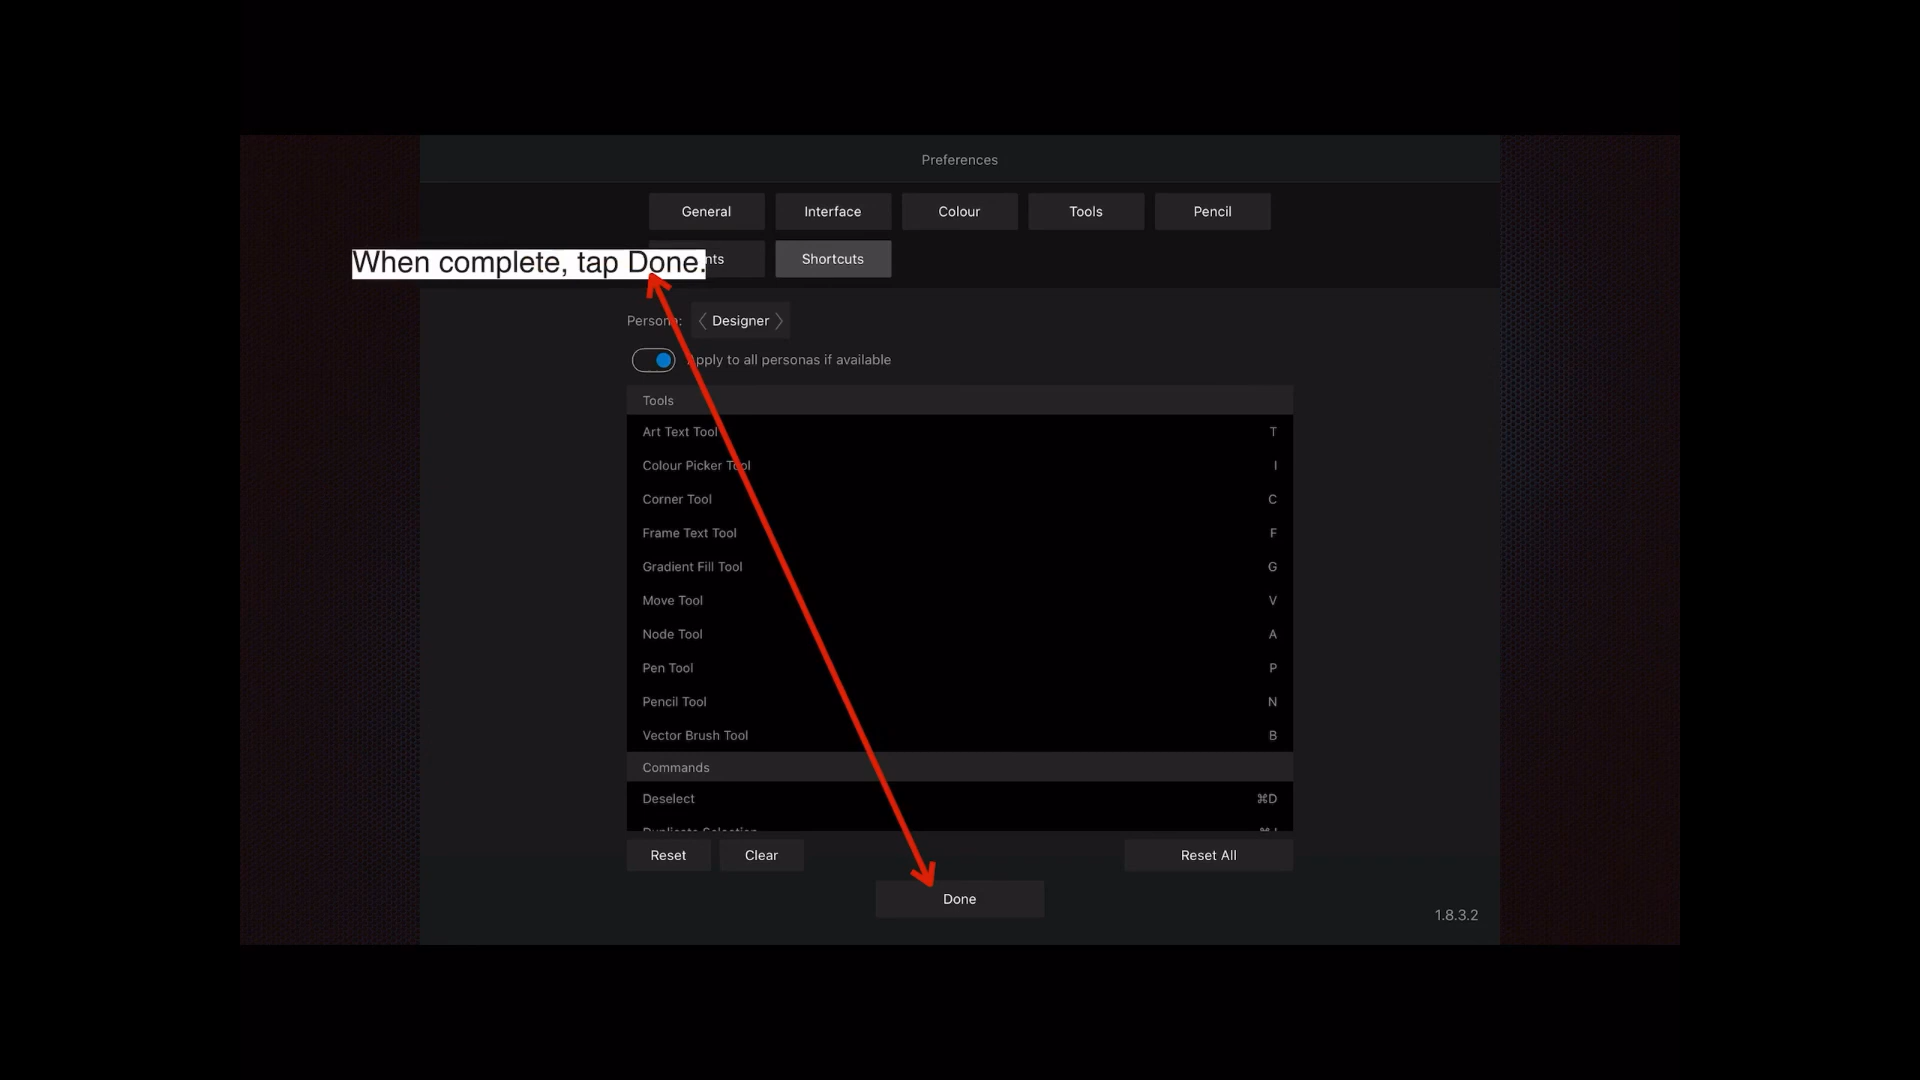 Preferences
General
Interface
Colour
Tools
Pencil
When complete, tap Done.
Shortcuts
Designer
Apply to all personas if available
Tools
Art Text Tool
T
Colour Picker Tool
I
Corner Tool
C
Frame Text Tool
F
Gradient Fill Tool
G
Move Tool
V
Node Tool
A
Pen Tool
P
Pencil Tool
N
Vector Brush Tool
B
Commands
Deselect
⌘D
Reset
Clear
Reset All
Done
1.8.3.2